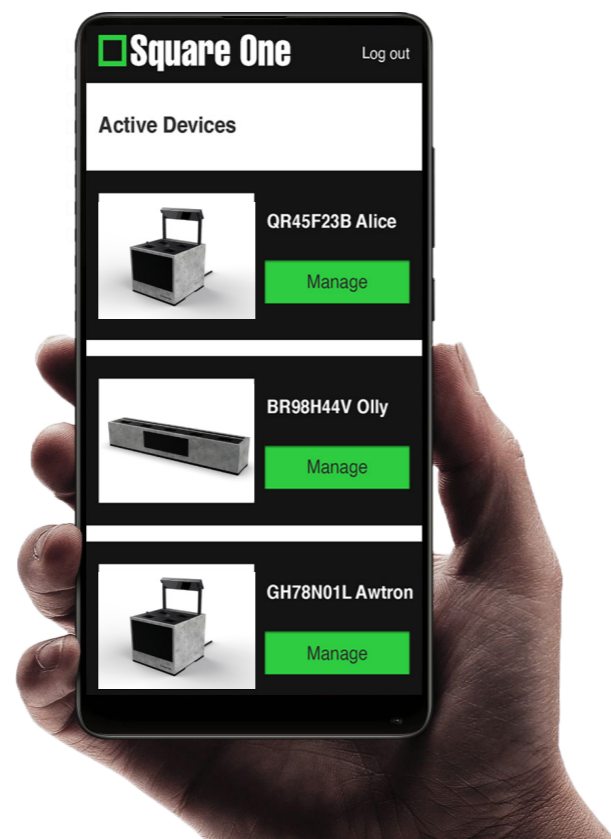 Square One
Log out
Active Devices
QR45F23B Alice
Manage
BR98H44V Olly
Manage
GH78N01L Awtron
Manage